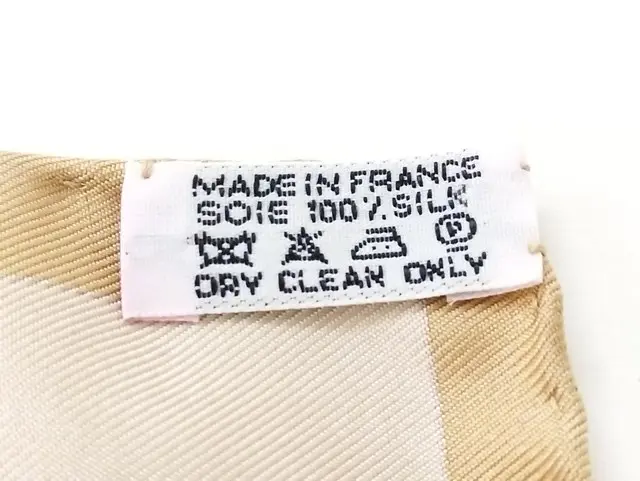 MADE IN FRANCE
SOIE 100% SILK
DRY CLEAN ONLY